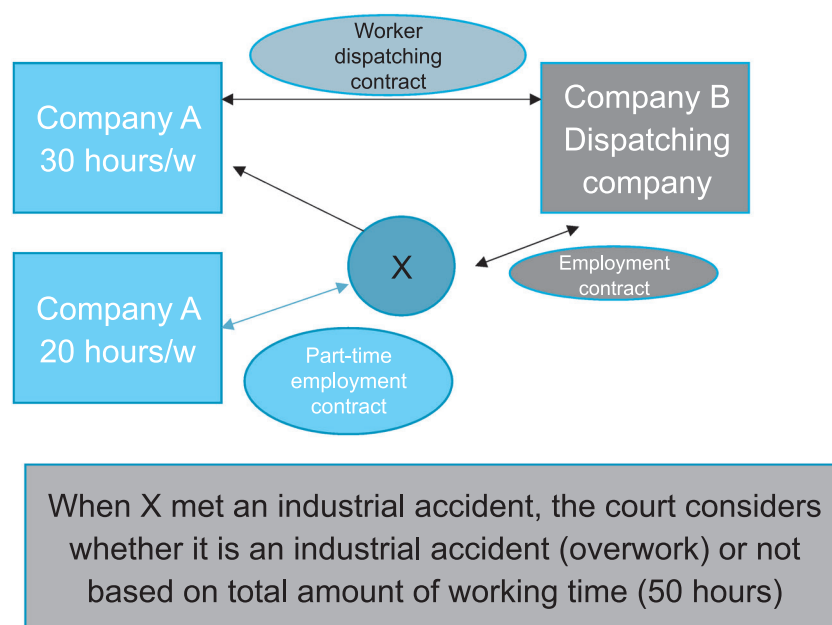 Worker
dispatching
contract
Company A
30 hours/w
Company B
Dispatching
company
X
Employment
contract
Company A
20 hours/w
Part-time
employment
contract
When X met an industrial accident, the court considers
whether it is an industrial accident (overwork) or not
based on total amount of working time (50 hours)